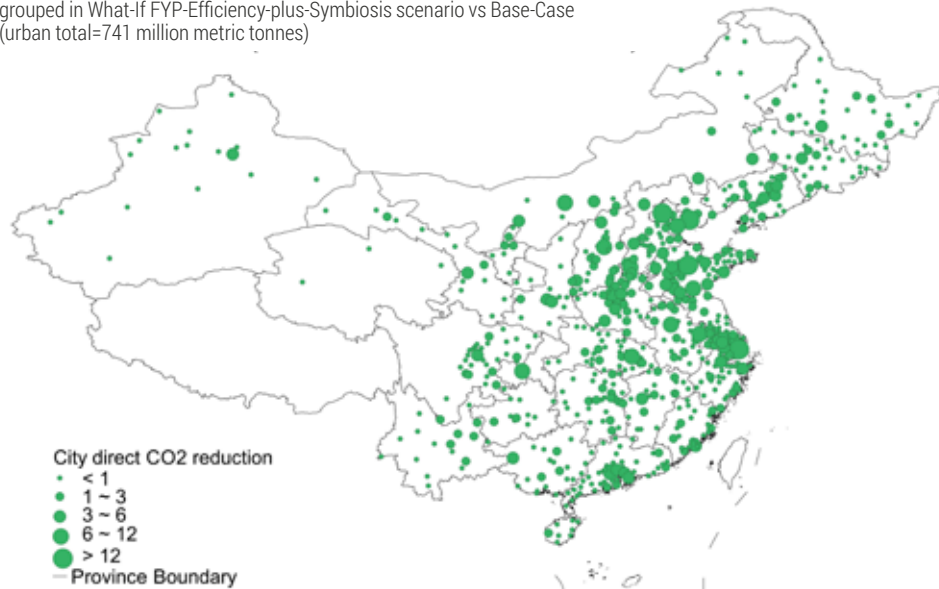 grouped in What-If FYP-Efficiency-plus-Symbiosis scenario vs Base-Case
(urban total=741 million metric tonnes)
City direct CO2 reduction
< 1
1 ~ 3
3 ~ 6
6 ~ 12
> 12
Province Boundary